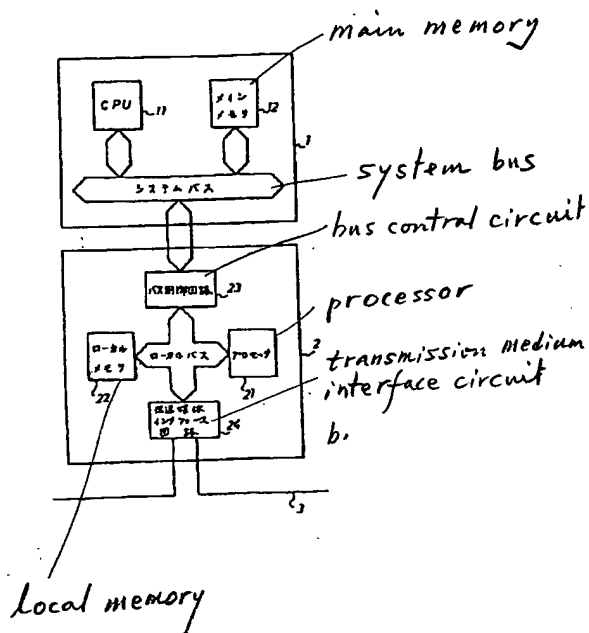 main memory
CPU
11
メイン
メモリ
12
1
システムバス
system bus
bus control circuit
バス制御回路
23
processor
ローカル
メモリ
22
ローカルバス
プロセッサ
21
2
transmission medium
interface circuit
伝送媒体
インタフェース
回路
24
b.
3
local memory